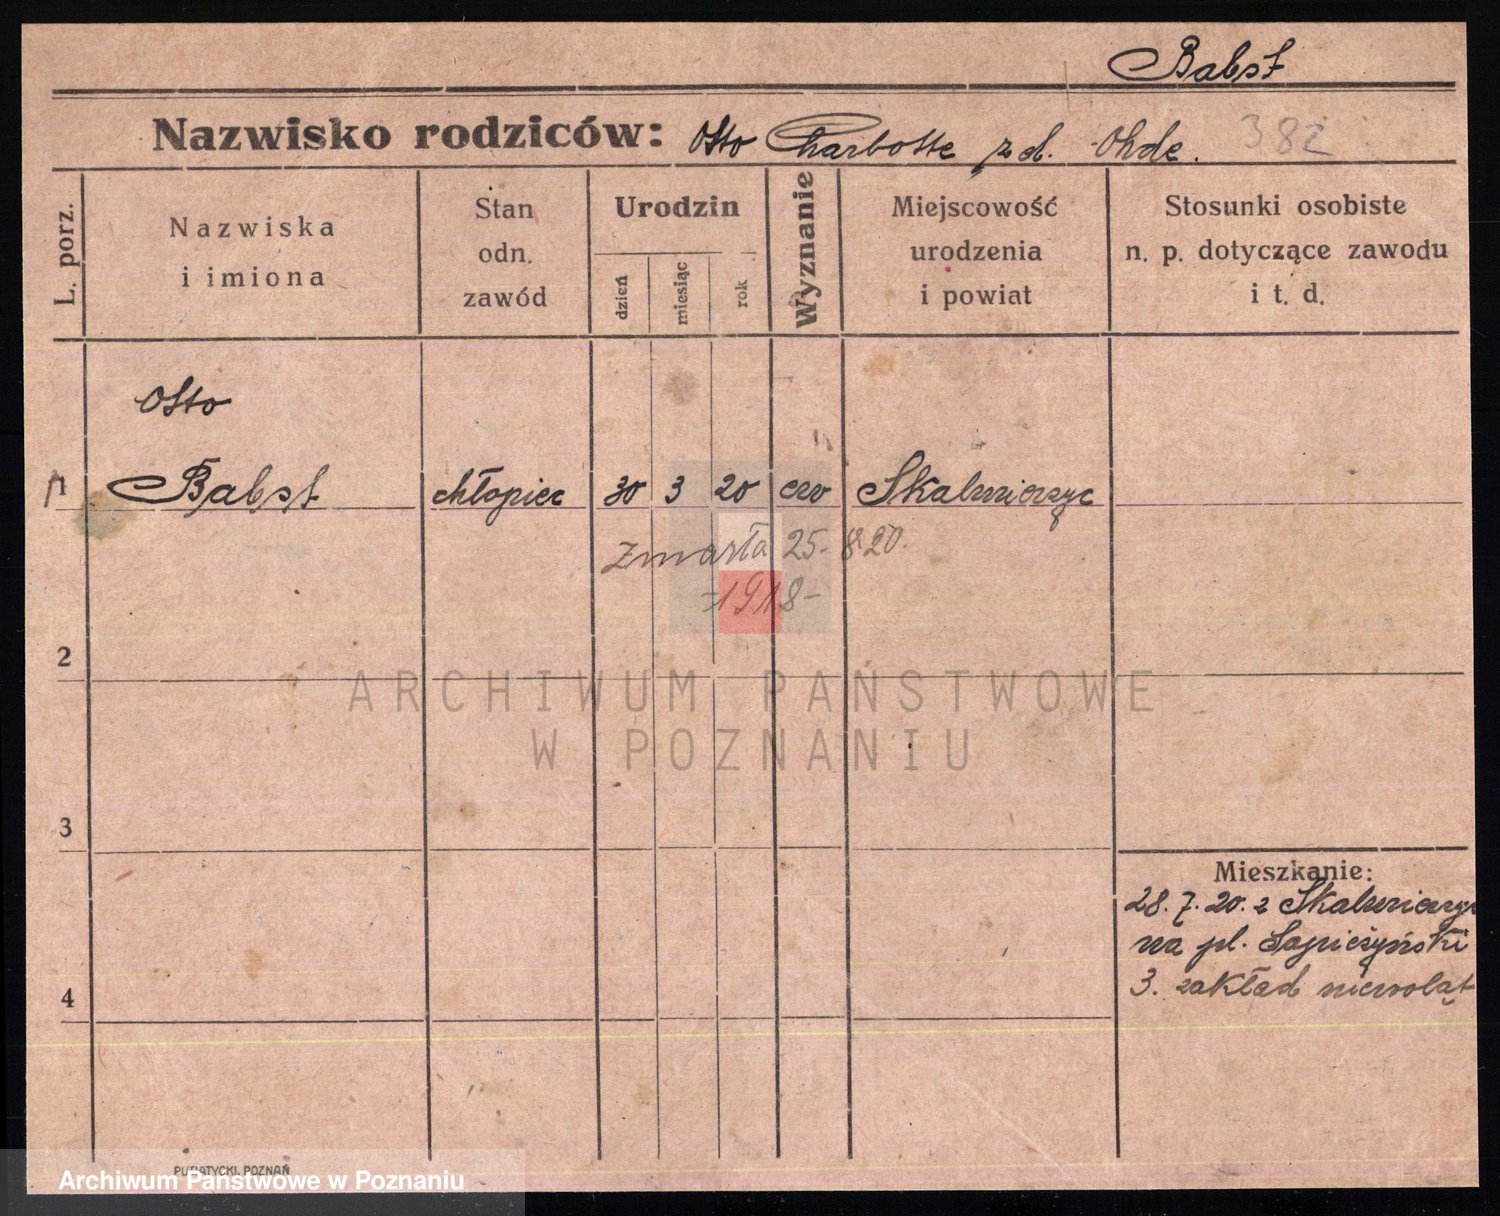 Babst
Nazwisko rodziców: Otto Charlotte z d. Ohde. 382
L. porz.
Nazwiska
i imiona
Stan
odn.
zawód
Urodzin
dzień
miesiąc
rok
Wyznanie
Miejscowość
urodzenia
i powiat
Stosunki osobiste
n. p. dotyczące zawodu
i t. d.
Otto
1 Babst chłopiec 30 3 20 ew Skalmierzyc
zmarła 25. 8 20.
-1918-
2
ARCHIWUM PAŃSTWOWE
W POZNANIU
3
Mieszkanie:
28. 7. 20. z Skalmierzyc
na pl. Sapieżyński
3. zakład niemowląt
4
PUTIATYCKI, POZNAŃ
Archiwum Państwowe w Poznaniu